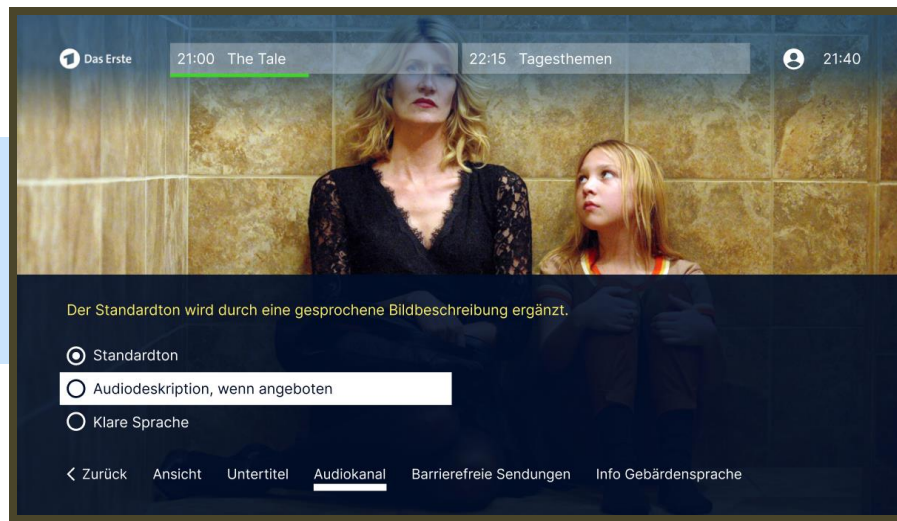 Das Erste
21:00 The Tale
22:15 Tagesthemen
21:40
Der Standardton wird durch eine gesprochene Bildbeschreibung ergänzt.
Standardton
Audiodeskription, wenn angeboten
Klare Sprache
Zurück Ansicht Untertitel Audiokanal Barrierefreie Sendungen Info Gebärdensprache